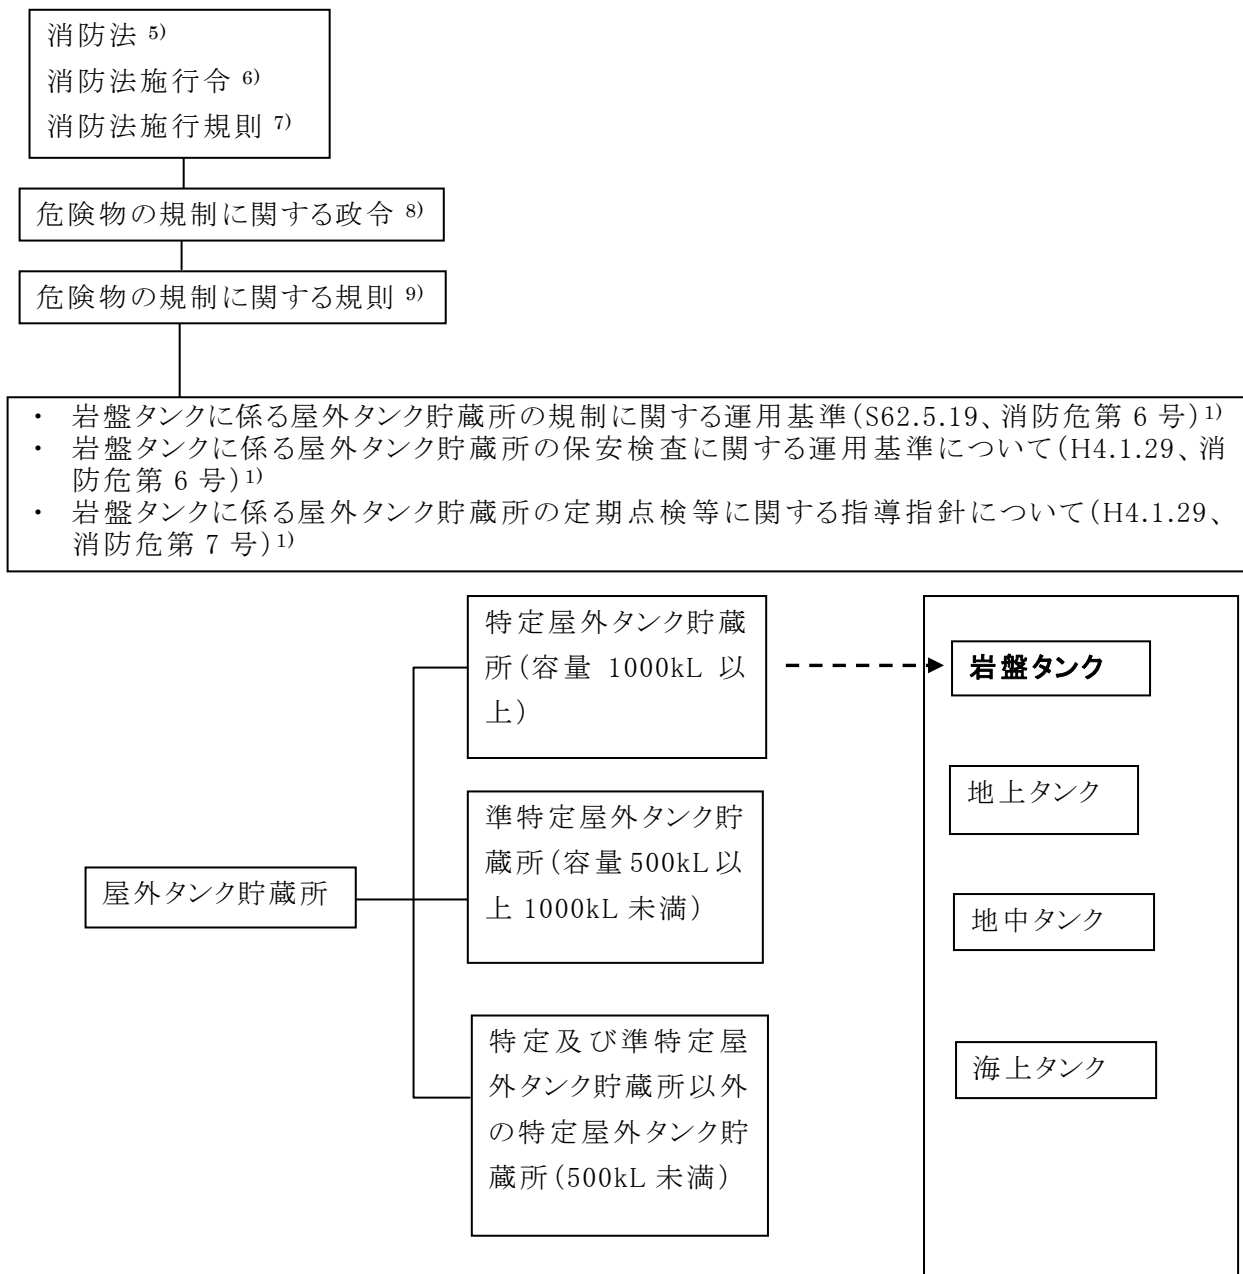 消防法 5)
消防法施行令 6)
消防法施行規則 7)
危険物の規制に関する政令 8)
危険物の規制に関する規則 9)
・ 岩盤タンクに係る屋外タンク貯蔵所の規制に関する運用基準(S62.5.19、消防危第 6 号)1)
・ 岩盤タンクに係る屋外タンク貯蔵所の保安検査に関する運用基準について(H4.1.29、消
防危第 6 号)1)
・ 岩盤タンクに係る屋外タンク貯蔵所の定期点検等に関する指導指針について(H4.1.29、
消防危第 7 号)1)
特定屋外タンク貯蔵
所(容量 1000kL 以
上)
岩盤タンク
地上タンク
準特定屋外タンク貯
蔵所(容量 500kL 以
上 1000kL 未満)
屋外タンク貯蔵所
地中タンク
特定及び準特定屋
外タンク貯蔵所以外
の特定屋外タンク貯
蔵所(500kL 未満)
海上タンク